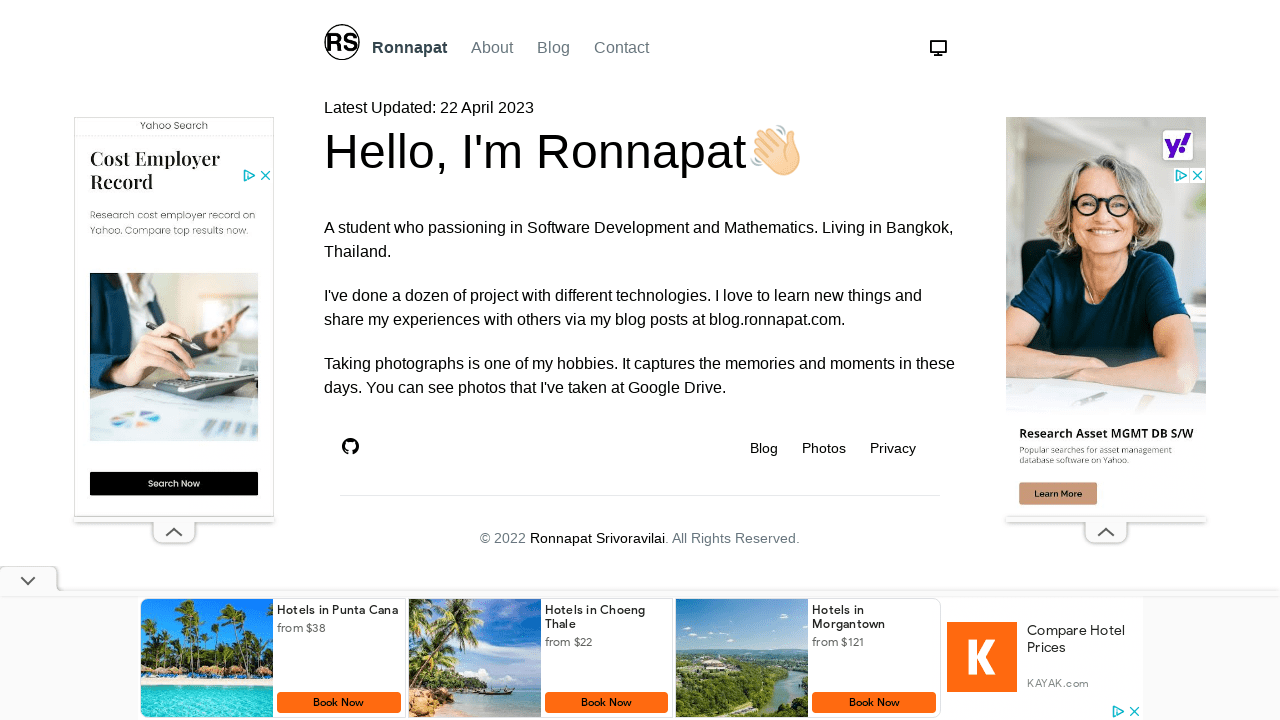 RS
Ronnapat
About
Blog
Contact
Latest Updated: 22 April 2023
Hello, I'm Ronnapat👋🏻
A student who passioning in Software Development and Mathematics. Living in Bangkok,
Thailand.
I've done a dozen of project with different technologies. I love to learn new things and
share my experiences with others via my blog posts at blog.ronnapat.com.
Taking photographs is one of my hobbies. It captures the memories and moments in these
days. You can see photos that I've taken at Google Drive.
Blog
Photos
Privacy
© 2022 Ronnapat Srivoravilai. All Rights Reserved.
Yahoo Search
Cost Employer
Record
Research cost employer record on
Yahoo. Compare top results now.
Search Now
y!
Research Asset MGMT DB S/W
Popular searches for asset management
database software on Yahoo.
Learn More
Hotels in Punta Cana
from $38
Book Now
Hotels in Choeng
Thale
from $22
Book Now
Hotels in
Morgantown
from $121
Book Now
K
Compare Hotel
Prices
KAYAK.com